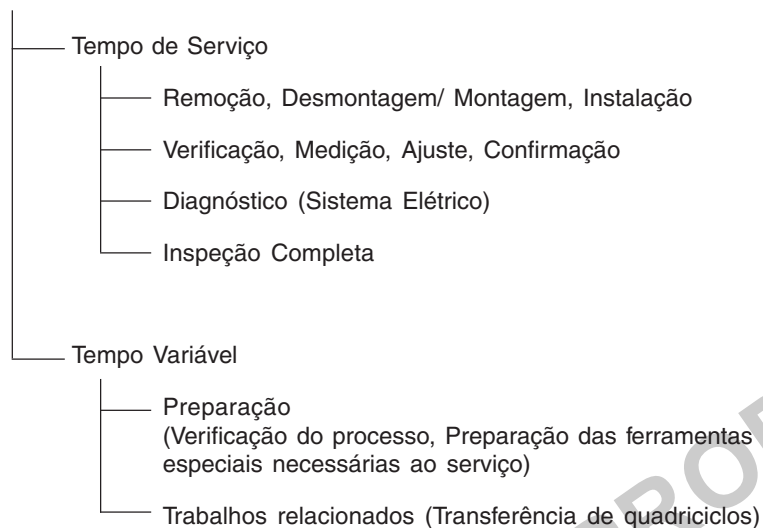 Tempo de Serviço
Remoção, Desmontagem/ Montagem, Instalação
Verificação, Medição, Ajuste, Confirmação
Diagnóstico (Sistema Elétrico)
Inspeção Completa
Tempo Variável
Preparação
(Verificação do processo, Preparação das ferramentas
especiais necessárias ao serviço)
Trabalhos relacionados (Transferência de quadriciclos)